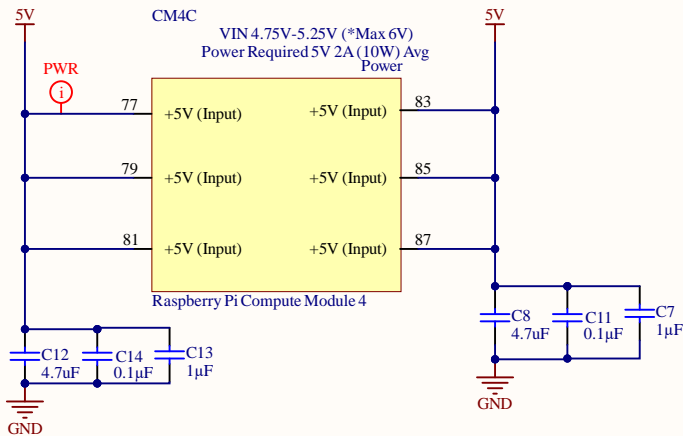 5V
CM4C
5V
VIN 4.75V-5.25V (*Max 6V)
Power Required 5V 2A (10W) Avg
Power
PWR
i
77
+5V (Input)
+5V (Input)
83
79
+5V (Input)
+5V (Input)
85
81
+5V (Input)
+5V (Input)
87
Raspberry Pi Compute Module 4
C8
4.7uF
C11
0.1µF
C7
1µF
C12
4.7uF
C14
0.1µF
C13
1µF
GND
GND